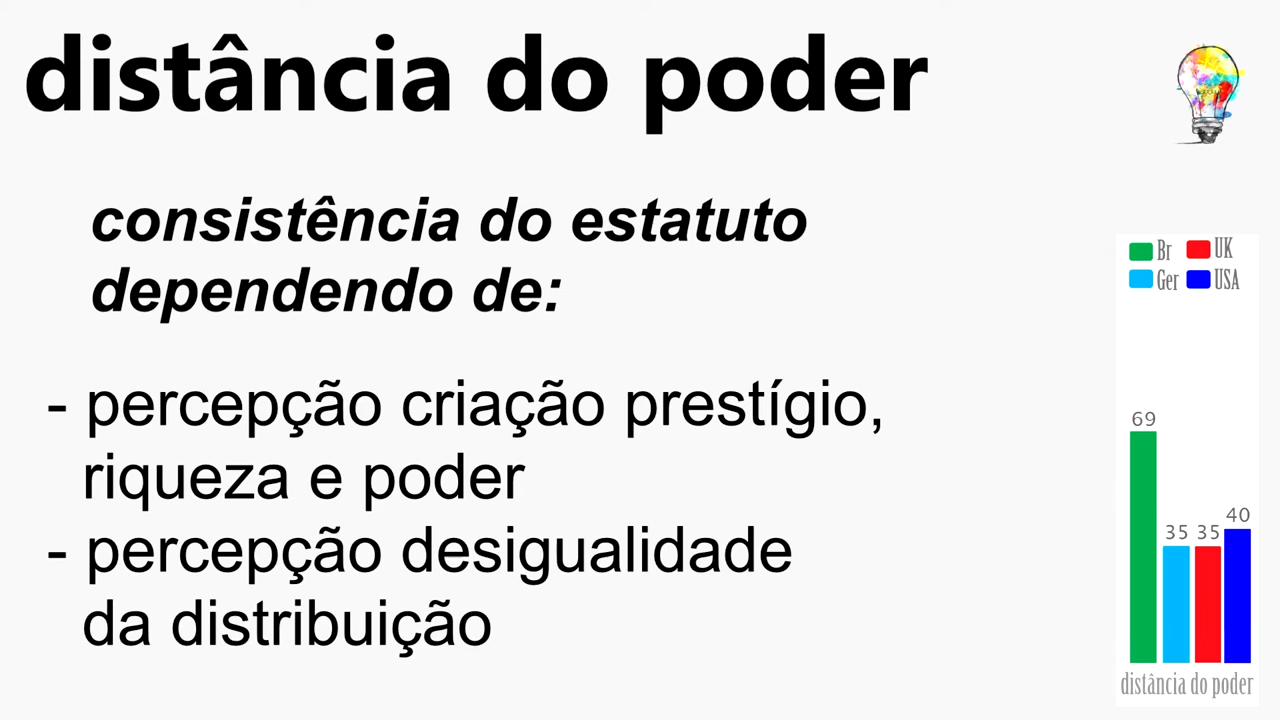 distância do poder
consistência do estatuto
dependendo de:
- percepção criação prestígio,
riqueza e poder
- percepção desigualidade
da distribuição
Br UK
Ger USA
69
35 35 40
distância do poder